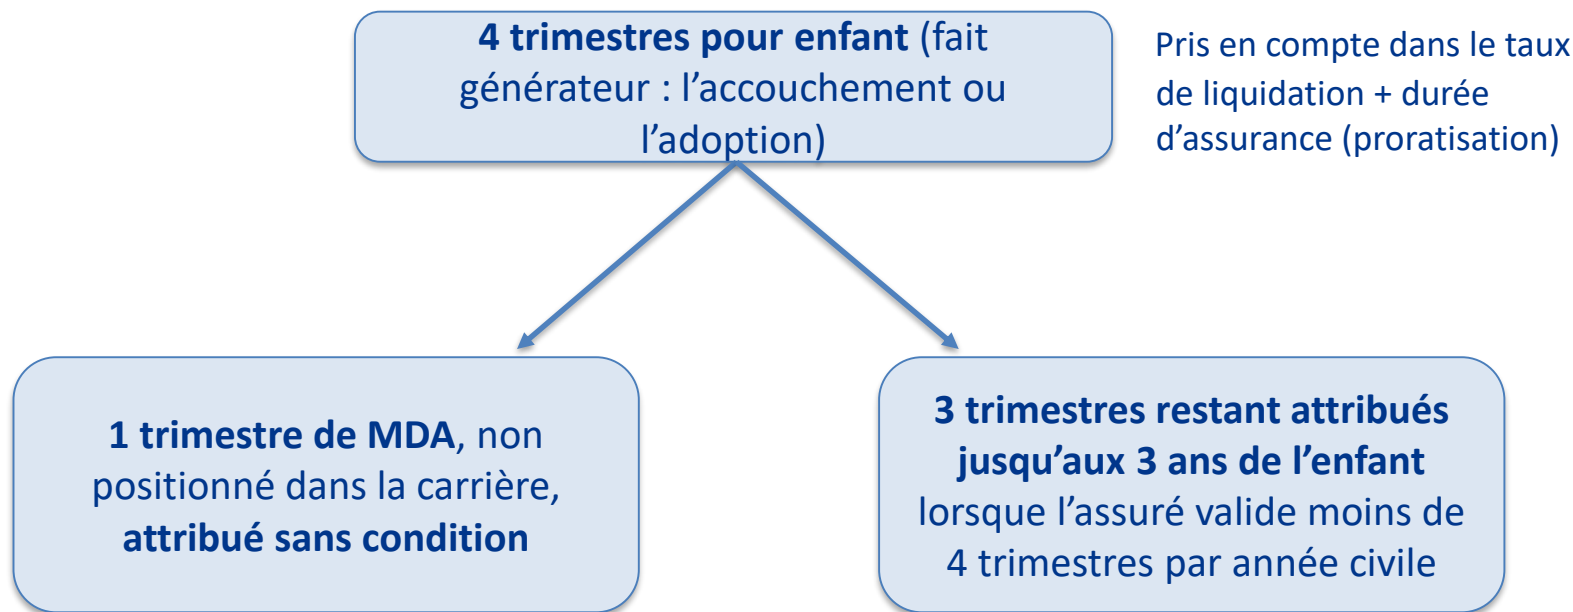 4 trimestres pour enfant (fait
générateur : l’accouchement ou
l’adoption)
Pris en compte dans le taux
de liquidation + durée
d’assurance (proratisation)
1 trimestre de MDA, non
positionné dans la carrière,
attribué sans condition
3 trimestres restant attribués
jusqu’aux 3 ans de l’enfant
lorsque l’assuré valide moins de
4 trimestres par année civile